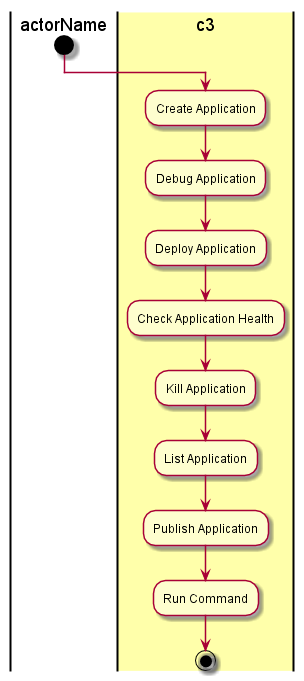 actorName
c3
Create Application
Debug Application
Deploy Application
Check Application Health
Kill Application
List Application
Publish Application
Run Command